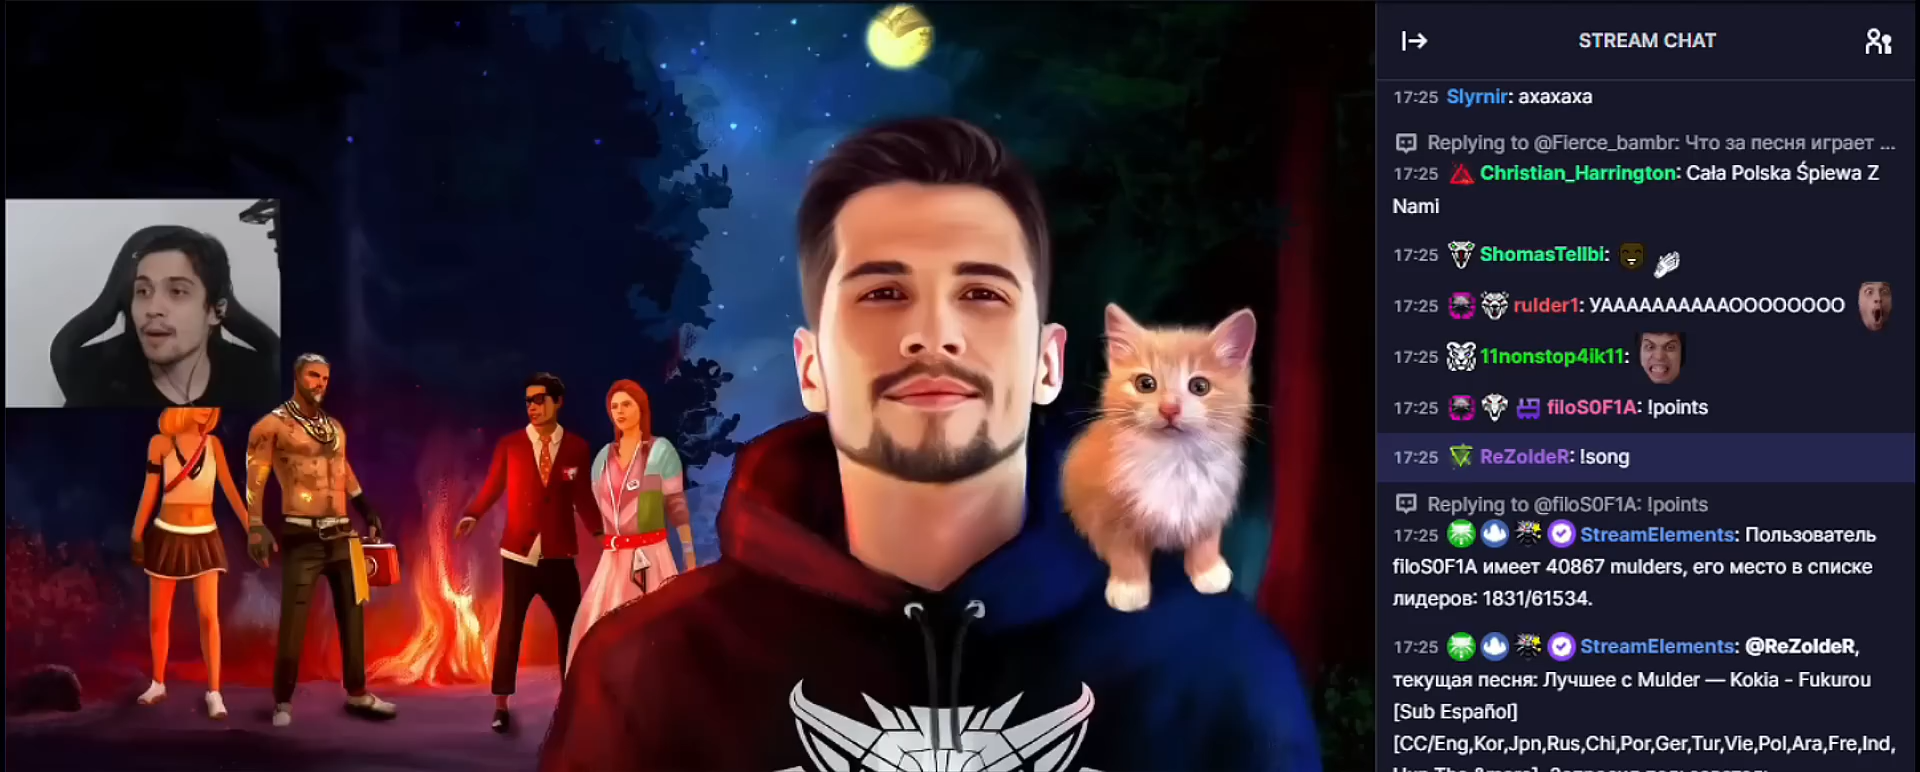 STREAM CHAT
17:25 Slyrnir: ахахаха
Replying to @Fierce_bambr: Что за песня играет ...
17:25 Christian_Harrington: Cała Polska Śpiewa Z
Nami
17:25 ShomasTellbi:
17:25 rulder1: УААААААААААОООООООО
17:25 11nonstop4ik11:
17:25 filoS0F1A: !points
17:25 ReZoldeR: !song
Replying to @filoS0F1A: !points
17:25 StreamElements: Пользователь
filoS0F1A имеет 40867 mulders, его место в списке
лидеров: 1831/61534.
17:25 StreamElements: @ReZoldeR,
текущая песня: Лучшее с Mulder — Kokia - Fukurou
[Sub Español]
[CC/Eng,Kor,Jpn,Rus,Chi,Por,Ger,Tur,Vie,Pol,Ara,Fre,Ind,